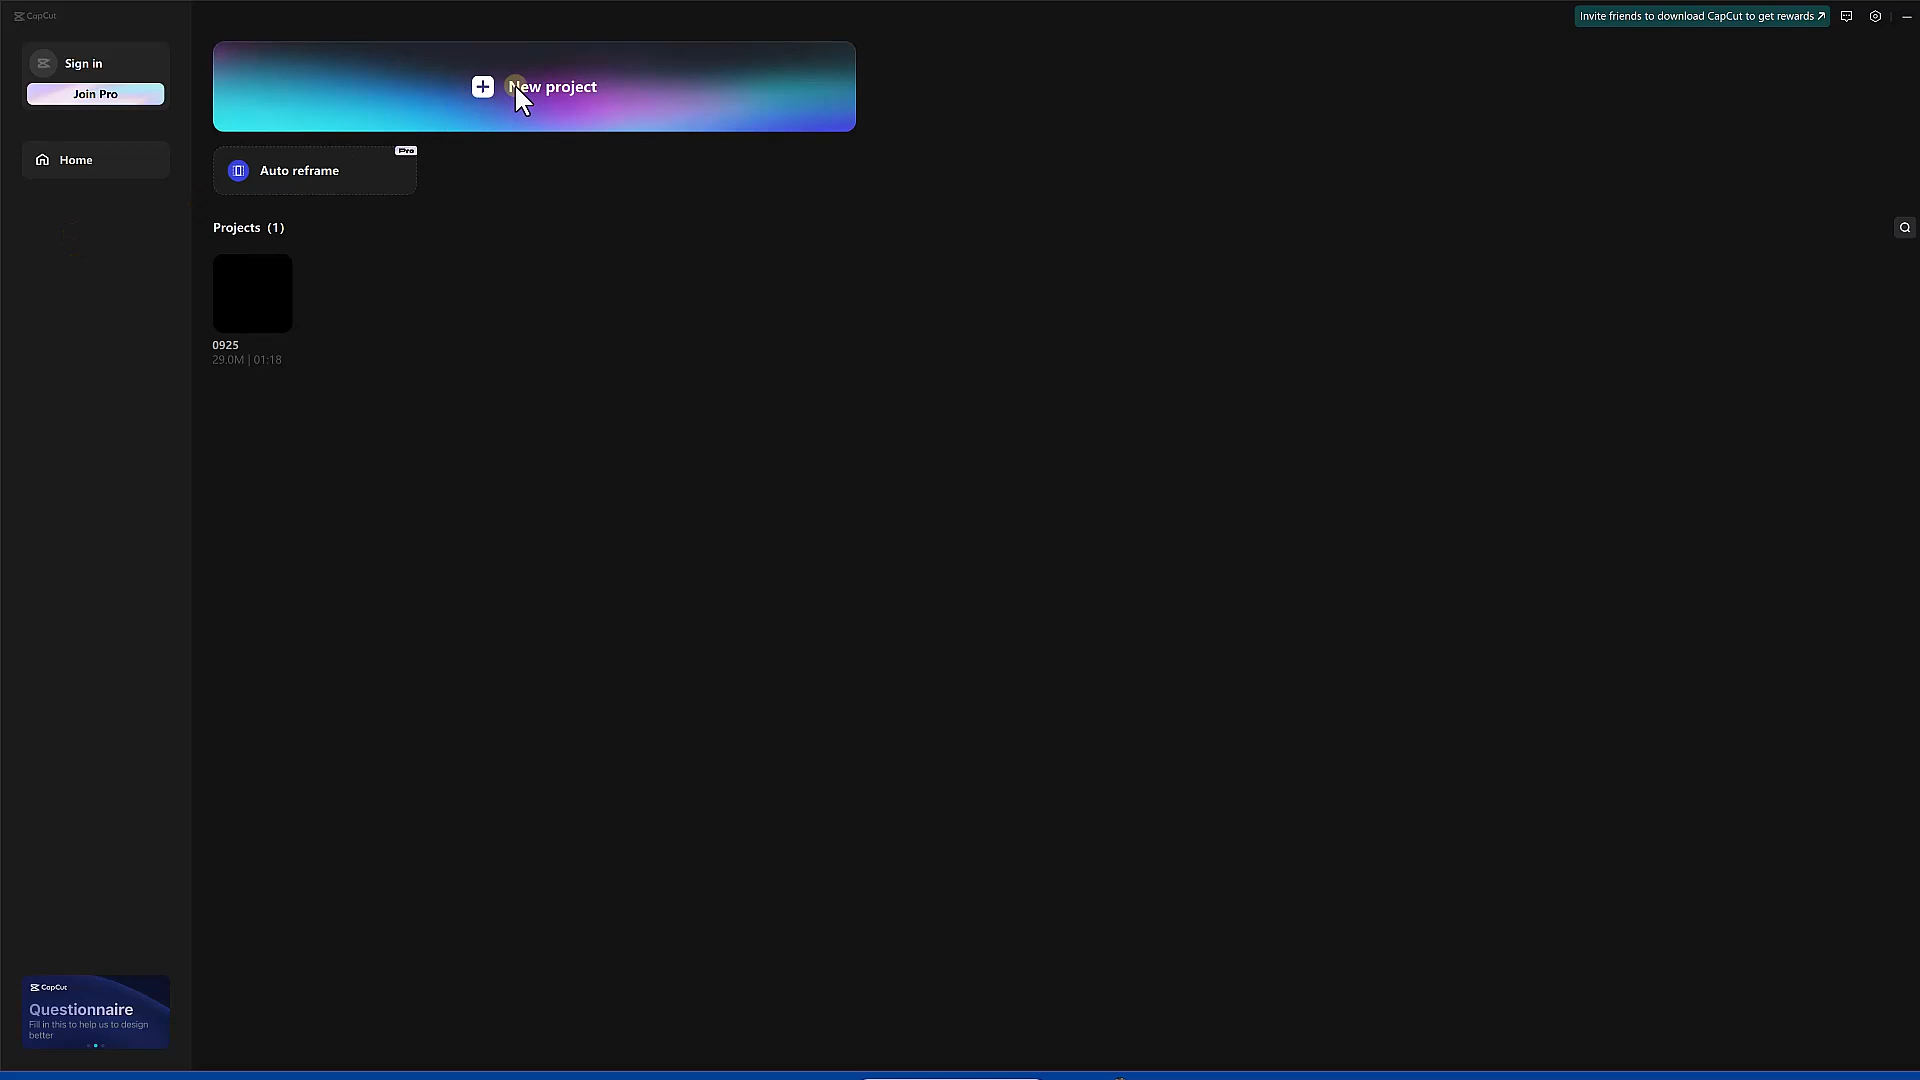 CapCut
Invite friends to download CapCut to get rewards
Sign in
Join Pro
New project
Home
Pro
Auto reframe
Projects (1)
0925
29.0M | 01:18
CapCut
Questionnaire
Fill in this to help us to design
better